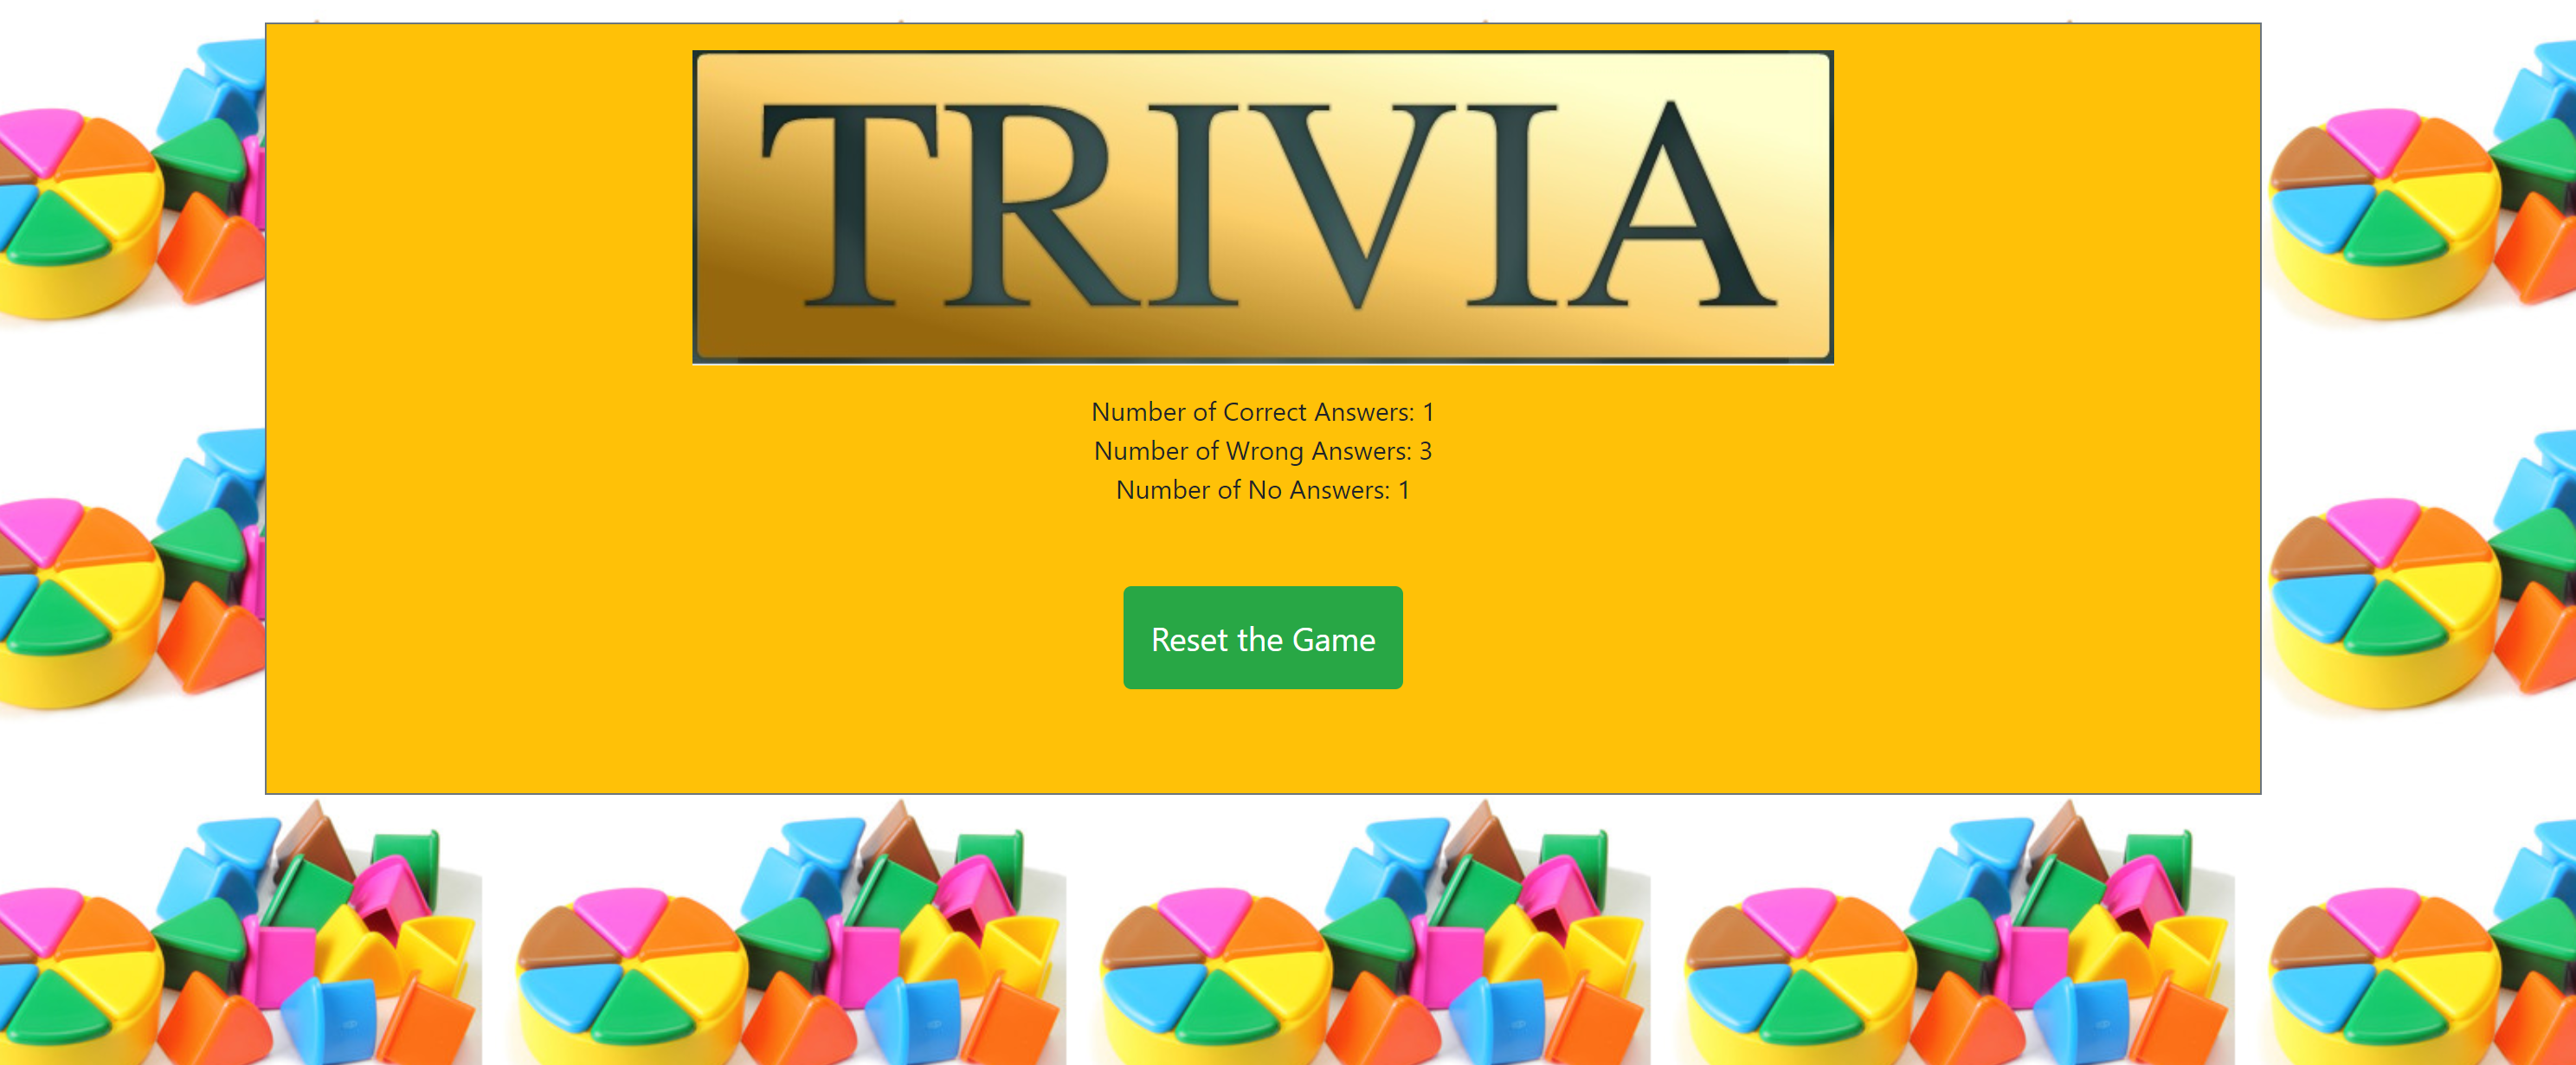 TRIVIA
Number of Correct Answers: 1
Number of Wrong Answers: 3
Number of No Answers: 1
Reset the Game